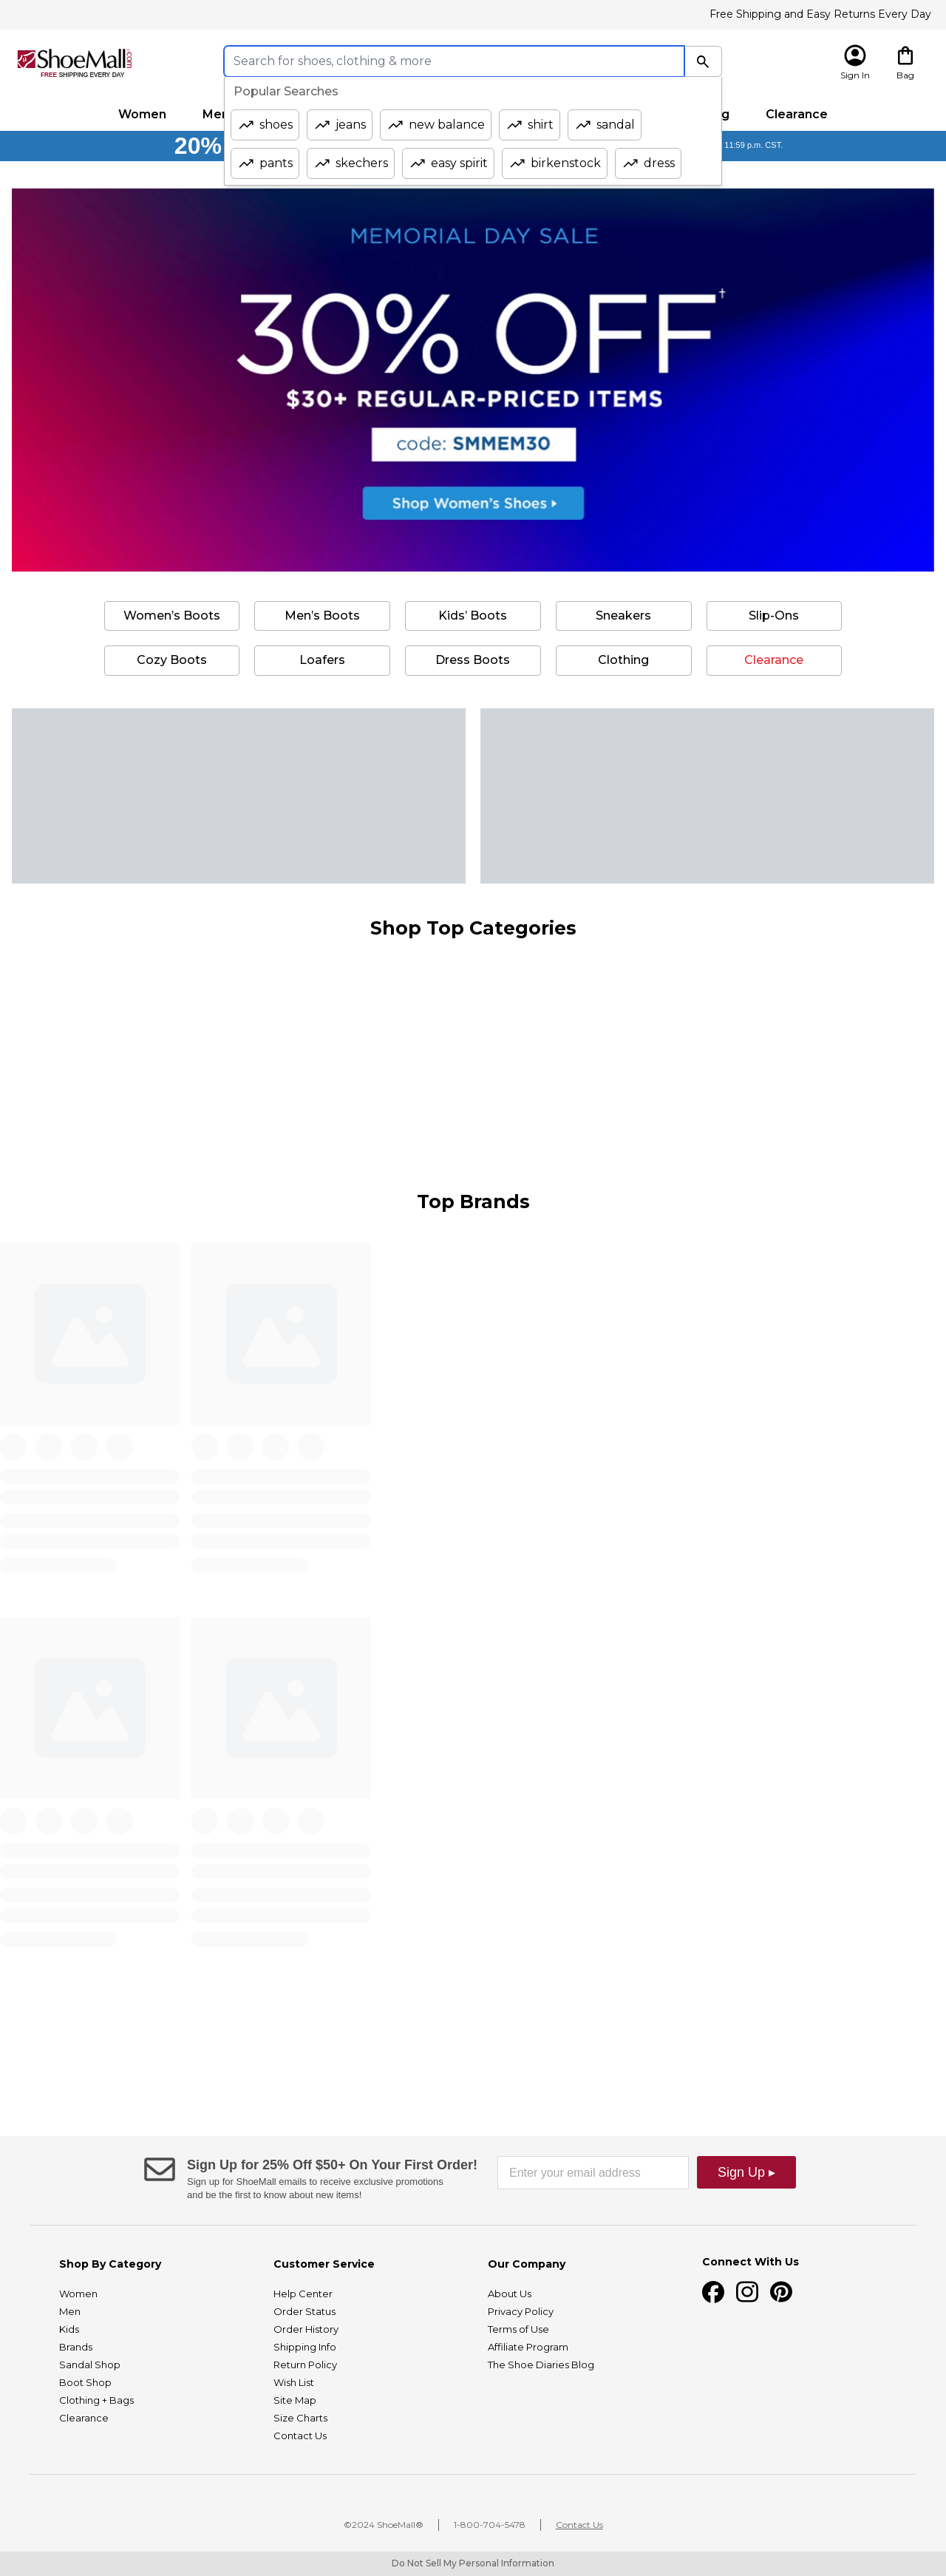 Free Shipping and Easy Returns Every Day
ShoeMall.com
FREE SHIPPING EVERY DAY
Search for shoes, clothing & more
Sign In
Bag
Popular Searches
shoes
jeans
new balance
shirt
sandal
pants
skechers
easy spirit
birkenstock
dress
Women
Clearance
20%
11:59 p.m. CST.
MEMORIAL DAY SALE
30% OFF†
$30+ REGULAR-PRICED ITEMS
code: SMMEM30
Shop Women's Shoes
Women’s Boots
Men’s Boots
Kids’ Boots
Sneakers
Slip-Ons
Cozy Boots
Loafers
Dress Boots
Clothing
Clearance
Shop Top Categories
Top Brands
Sign Up for 25% Off $50+ On Your First Order!
Sign up for ShoeMall emails to receive exclusive promotions
and be the first to know about new items!
Enter your email address
Sign Up ▸
Shop By Category
Women
Men
Kids
Brands
Sandal Shop
Boot Shop
Clothing + Bags
Clearance
Customer Service
Help Center
Order Status
Order History
Shipping Info
Return Policy
Wish List
Site Map
Size Charts
Contact Us
Our Company
About Us
Privacy Policy
Terms of Use
Affiliate Program
The Shoe Diaries Blog
Connect With Us
©2024 ShoeMall®
1-800-704-5478
Contact Us
Do Not Sell My Personal Information